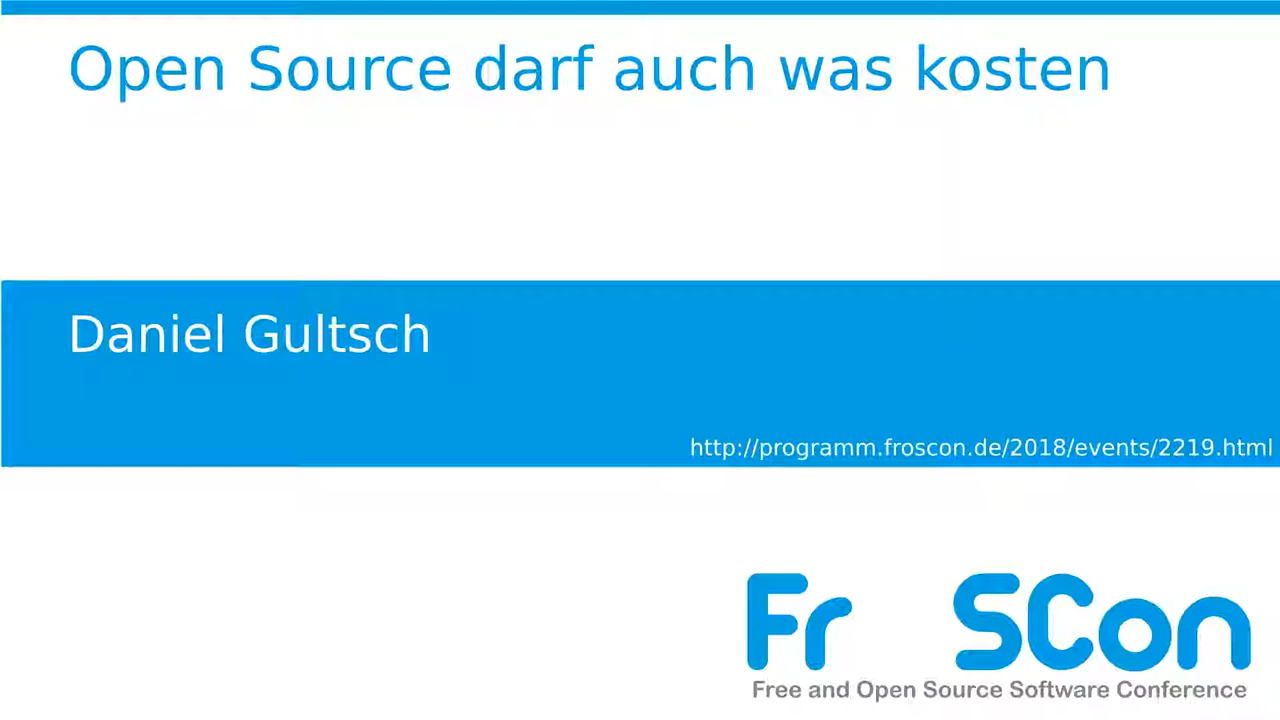 Open Source darf auch was kosten
Daniel Gultsch
http://programm.froscon.de/2018/events/2219.html
Fr SCon
Free and Open Source Software Conference